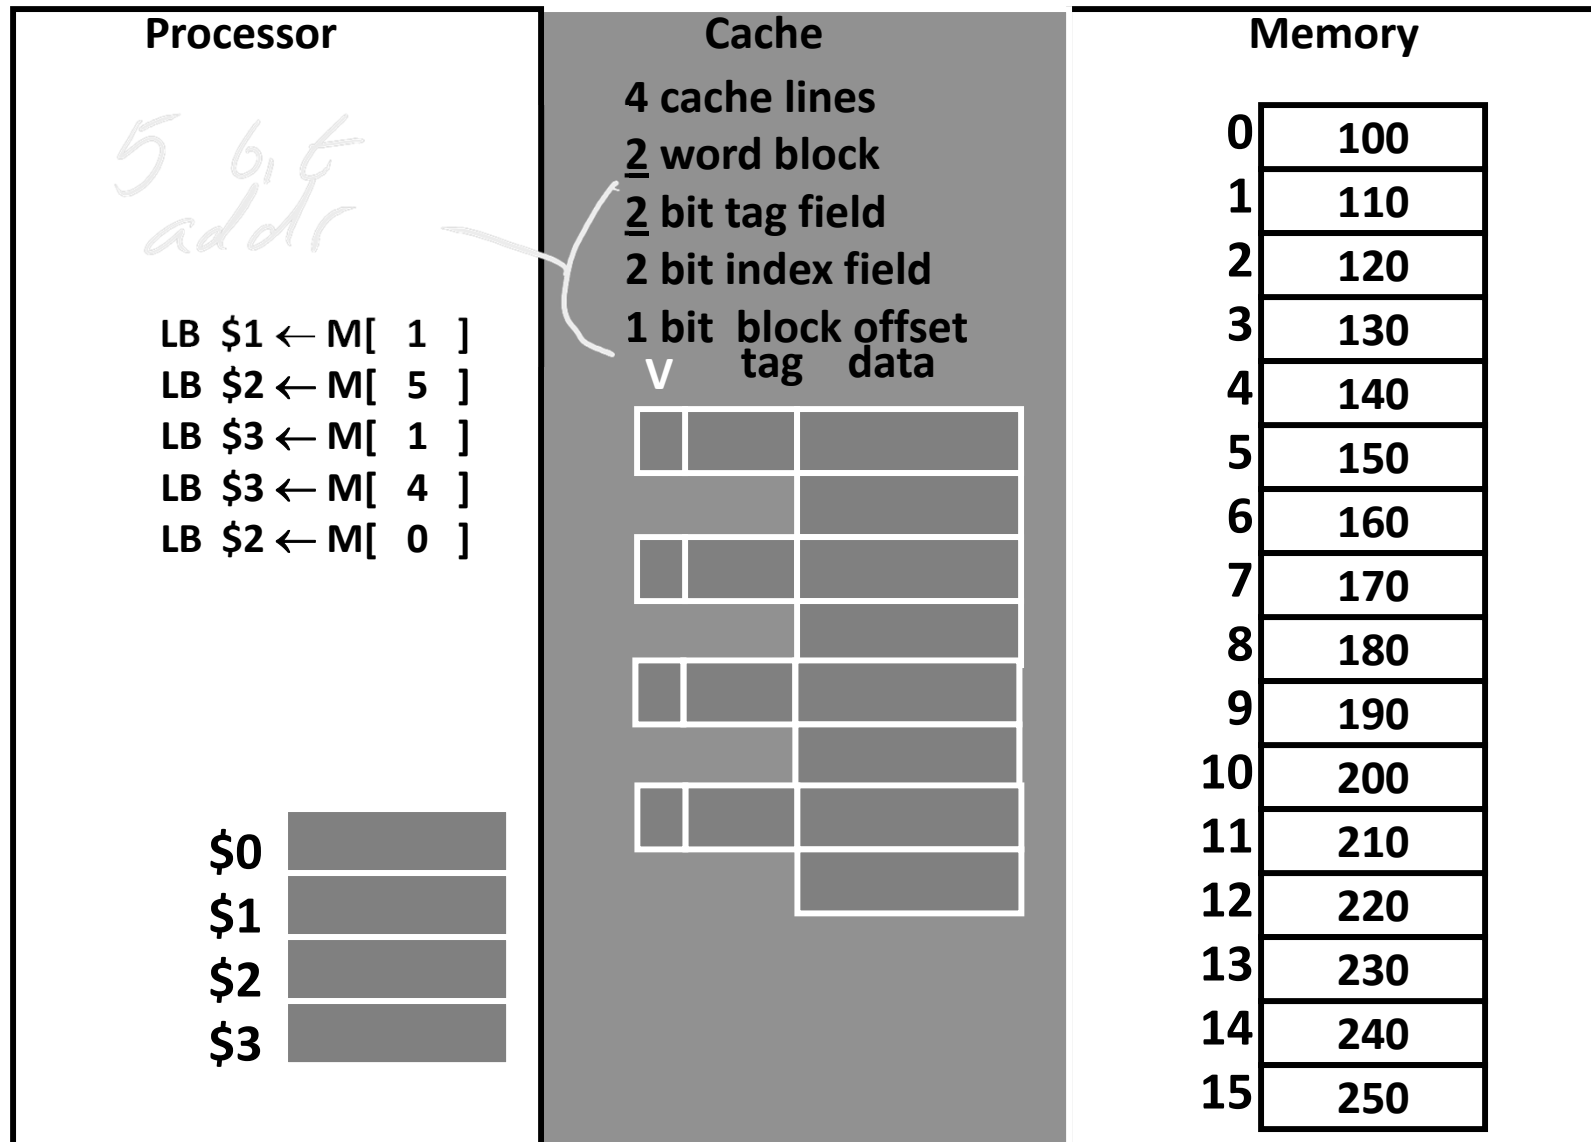 Processor
5 bit
addr
LB $1 ← M[ 1 ]
LB $2 ← M[ 5 ]
LB $3 ← M[ 1 ]
LB $3 ← M[ 4 ]
LB $2 ← M[ 0 ]
$0
$1
$2
$3
Cache
4 cache lines
2 word block
2 bit tag field
2 bit index field
1 bit block offset
V tag data
Memory
0 100
1 110
2 120
3 130
4 140
5 150
6 160
7 170
8 180
9 190
10 200
11 210
12 220
13 230
14 240
15 250